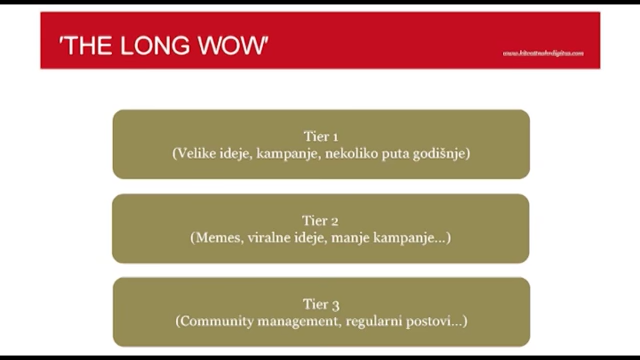 'THE LONG WOW'
Tier 1
(Velike ideje, kampanje, nekoliko puta godišnje)
Tier 2
(Memes, viralne ideje, manje kampanje...)
Tier 3
(Community management, regularni postovi...)